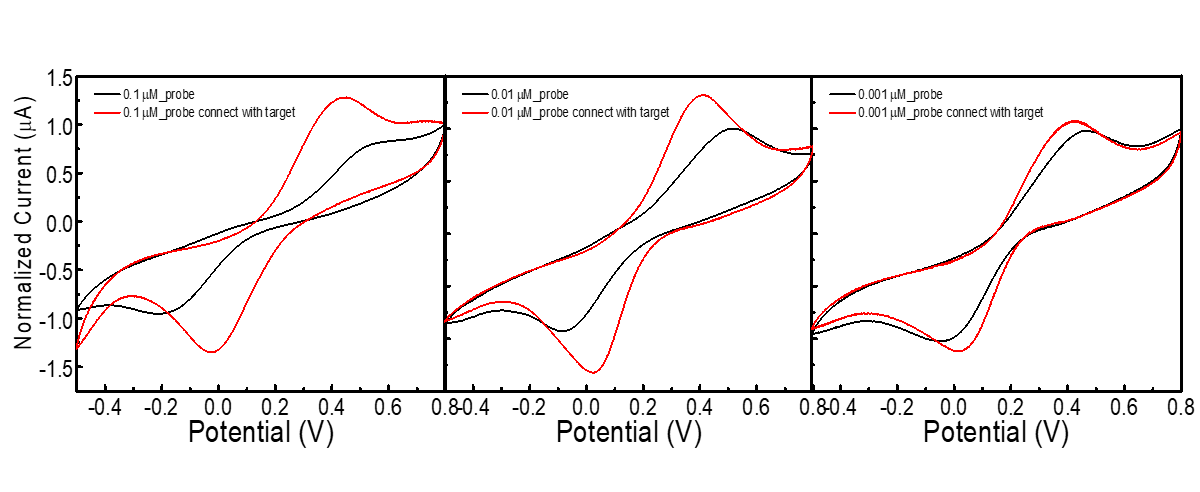 Normalized Current (µA)
1.5
1.0
0.5
0.0
-0.5
-1.0
-1.5
0.1 µM_probe
0.1 µM_probe connect with target
0.01 µM_probe
0.01 µM_probe connect with target
0.001 µM_probe
0.001 µM_probe connect with target
-0.4 -0.2 0.0 0.2 0.4 0.6 0.8
-0.4 -0.2 0.0 0.2 0.4 0.6 0.8
-0.4 -0.2 0.0 0.2 0.4 0.6 0.8
Potential (V)
Potential (V)
Potential (V)